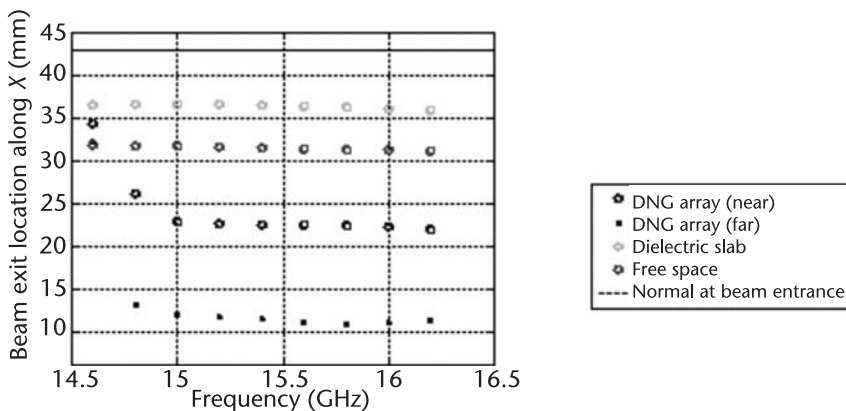 Beam exit location along X (mm)
45
40
35
30
25
22
15
10
14.5
15
15.5
16
16.5
Frequency (GHz)
DNG array (near)
DNG array (far)
Dielectric slab
Free space
Normal at beam entrance